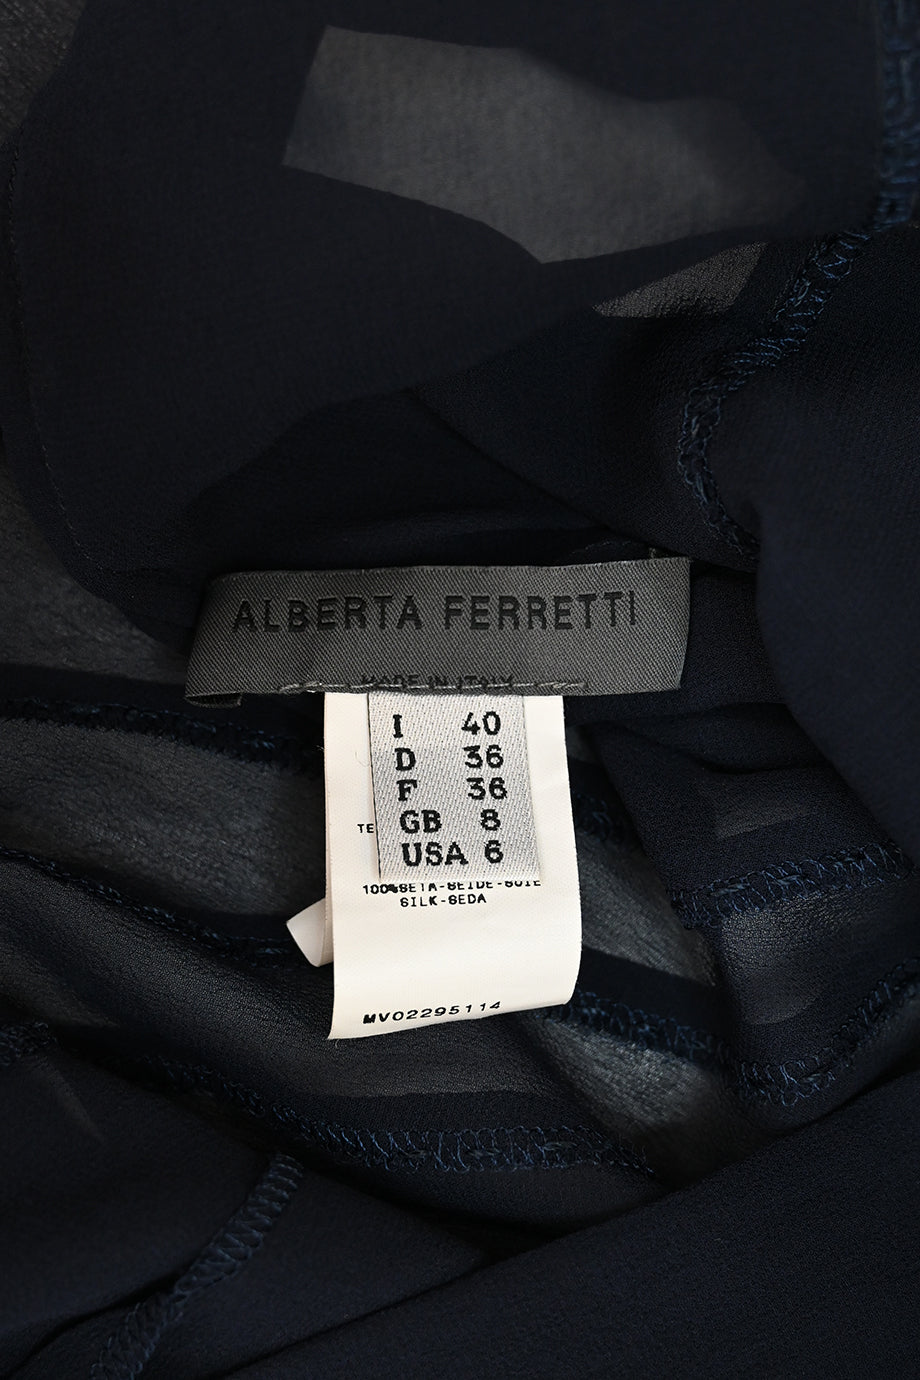 ALBERTA FERRETTI
MADE IN ITALY
I 40
D 36
F 36
GB 8
USA 6
TE
100%SETA-SEIDE-SOIE
SILK-SEDA
MV02295114